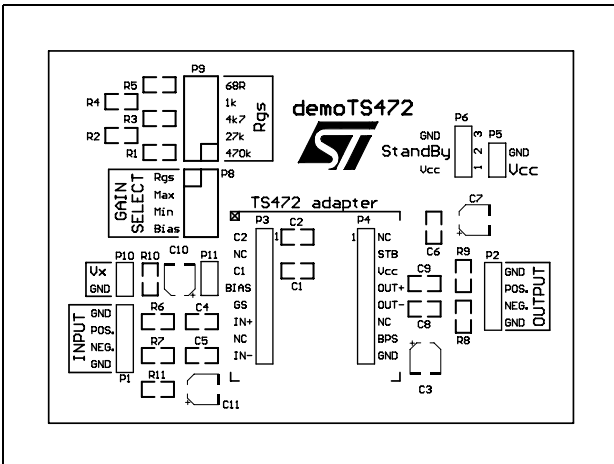 P9
R5
68R
R4
1k
R3
4k7
R2
27k
R1
470k
Rgs
demoTS472
ST
P6
P5
GND
3
StandBy
2
GND
Vcc
1
Vcc
P8
GAIN SELECT
Rgs
Max
Min
Bias
TS472 adapter
C7
P3
C2
P4
C2
1
1
NC
C6
NC
STB
C10
P10
R10
P11
C1
C1
Vcc
C9
R9
P2
Vx
GND
BIAS
OUT+
GND
POS.
NEG.
GND
OUTPUT
GS
OUT-
INPUT
GND
POS.
NEG.
GND
R6
C4
IN+
NC
C8
R7
C5
NC
BPS
R8
IN-
GND
P1
R11
C11
C3